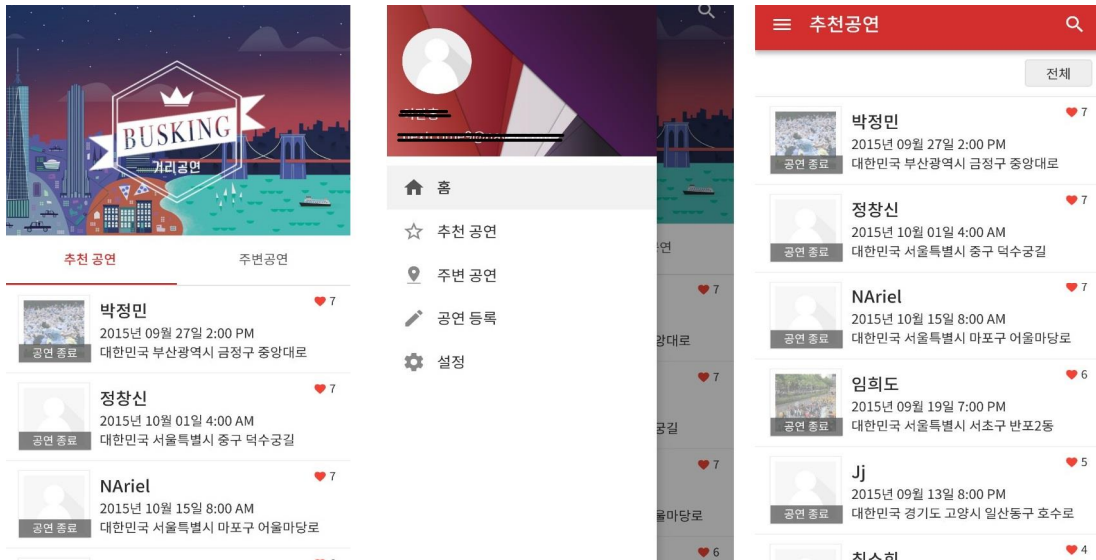 BUSKING
거리공연
추천 공연
주변공연
박정민
7
2015년 09월 27일 2:00 PM
공연 종료
대한민국 부산광역시 금정구 중앙대로
정창신
7
2015년 10월 01일 4:00 AM
공연 종료
대한민국 서울특별시 중구 덕수궁길
NAriel
7
2015년 10월 15일 8:00 AM
공연 종료
대한민국 서울특별시 마포구 어울마당로
홈
추천 공연
주변 공연
공연 등록
설정
연
7
앙대로
7
궁길
7
울마당로
6
추천공연
전체
박정민
7
2015년 09월 27일 2:00 PM
공연 종료
대한민국 부산광역시 금정구 중앙대로
정창신
7
2015년 10월 01일 4:00 AM
공연 종료
대한민국 서울특별시 중구 덕수궁길
NAriel
7
2015년 10월 15일 8:00 AM
공연 종료
대한민국 서울특별시 마포구 어울마당로
임희도
6
2015년 09월 19일 7:00 PM
공연 종료
대한민국 서울특별시 서초구 반포2동
Jj
5
2015년 09월 13일 8:00 PM
공연 종료
대한민국 경기도 고양시 일산동구 호수로
4